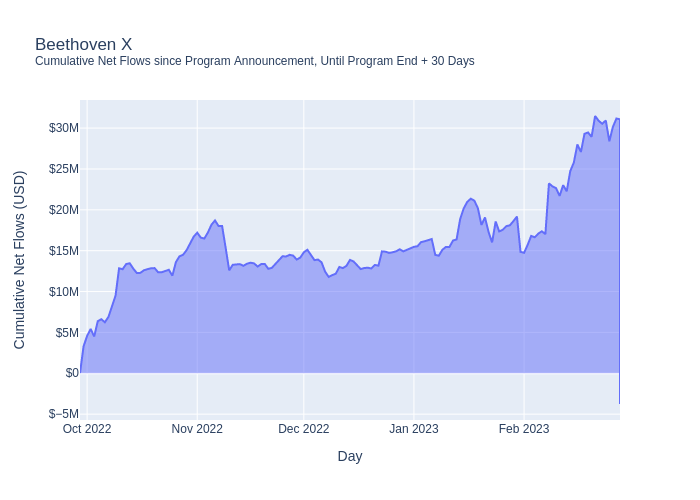 Beethoven X
Cumulative Net Flows since Program Announcement, Until Program End + 30 Days
Cumulative Net Flows (USD)
$30M
$25M
$20M
$15M
$10M
$5M
$0
$−5M
Oct 2022 Nov 2022 Dec 2022 Jan 2023 Feb 2023
Day